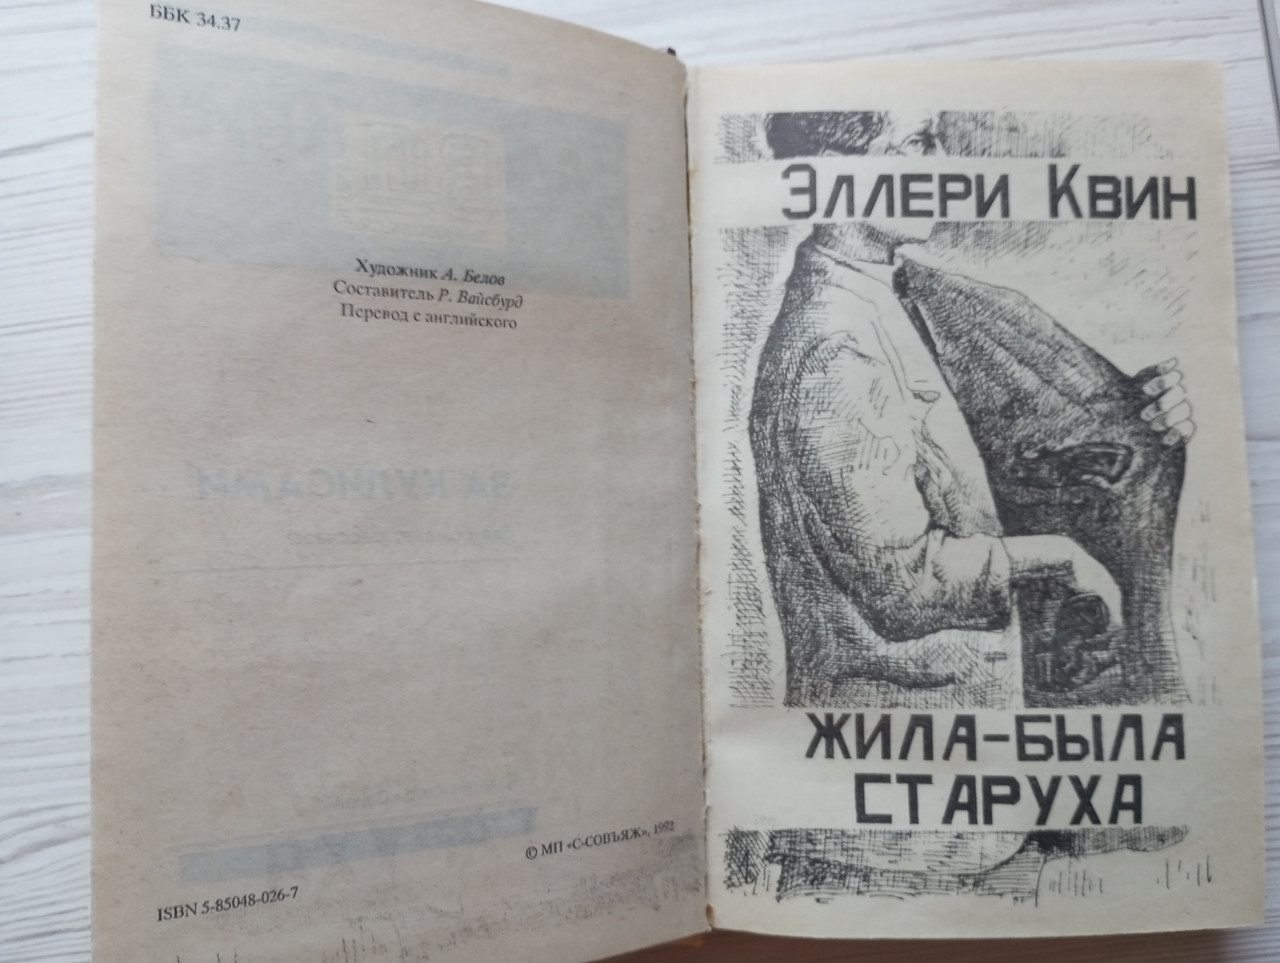 ББК 34.37
Художник А. Белов
Составитель Р. Вайсбурд
Перевод с английского
© МП «С-СОВЪЯЖ», 1992
ISBN 5-85048-026-7
ЭЛЛЕРИ КВИН
ЖИЛА-БЫЛА
СТАРУХА